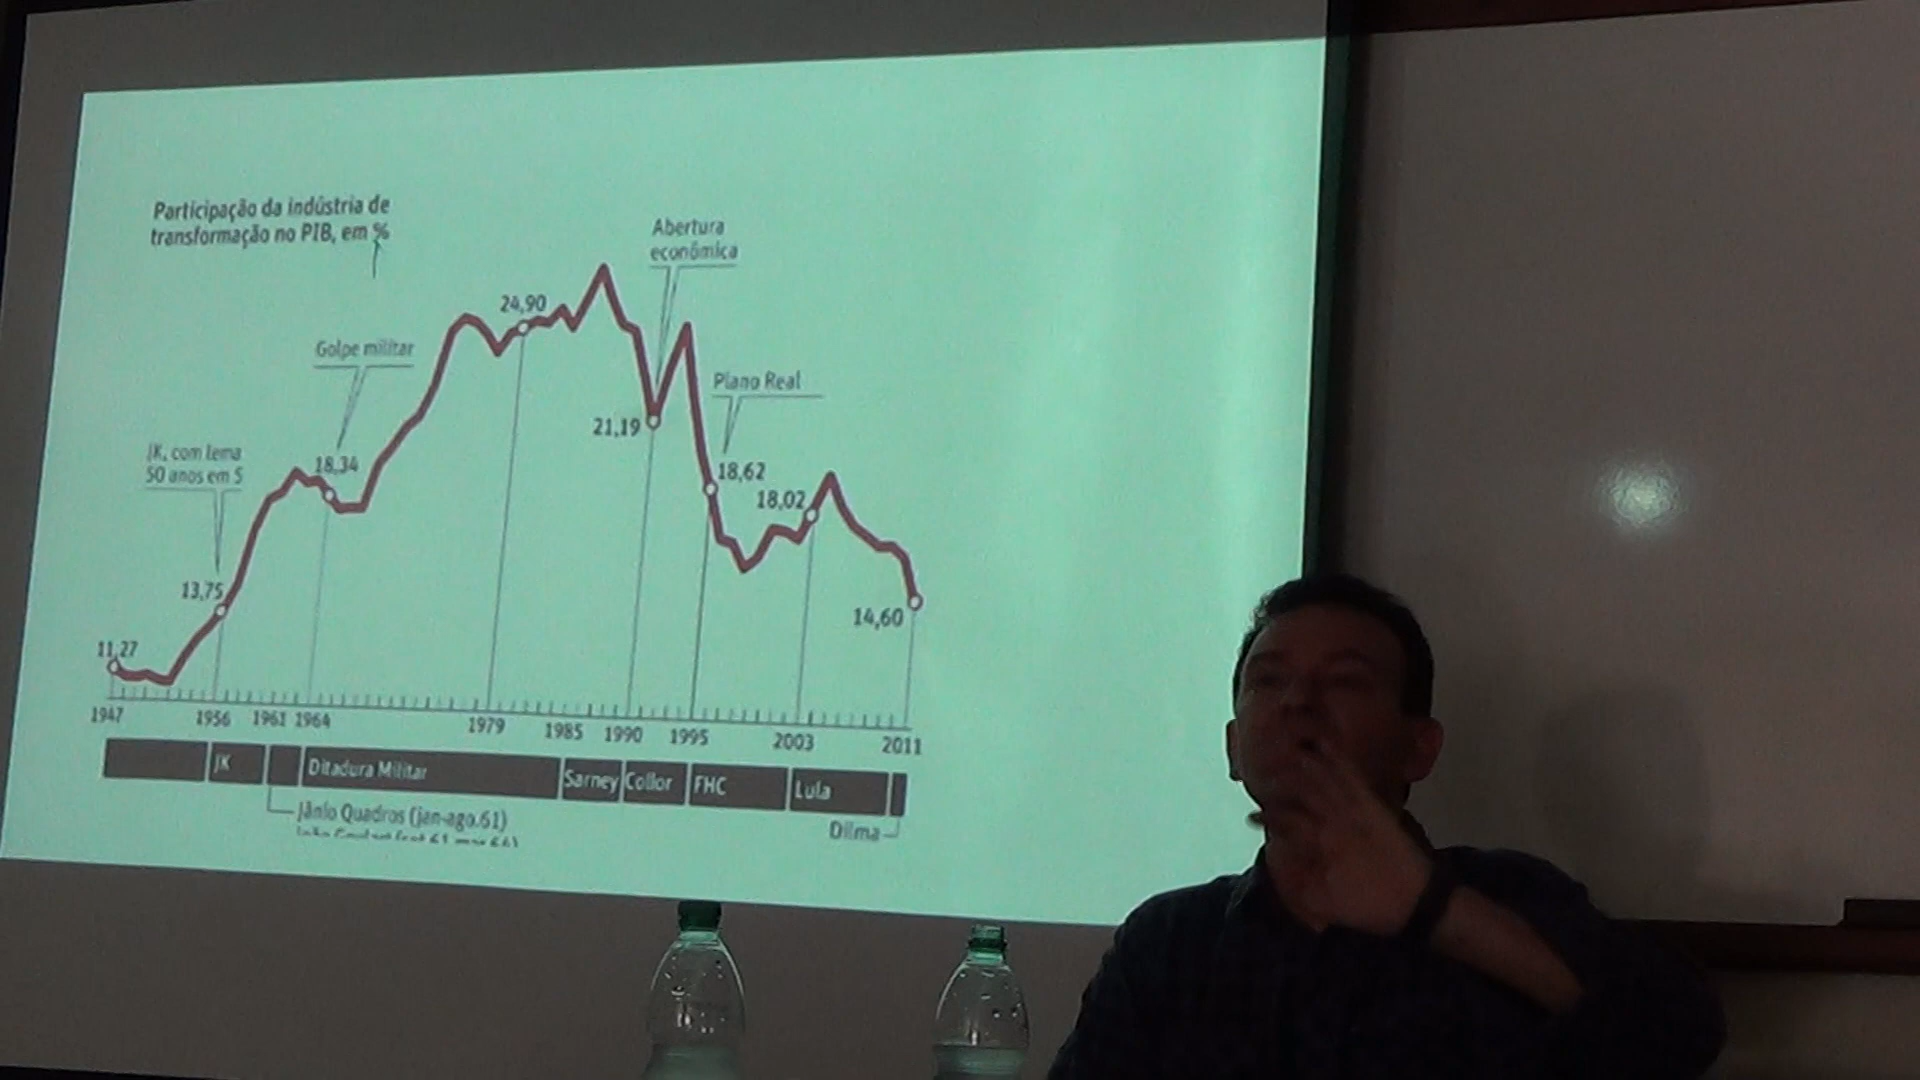 Participação da indústria de
transformação no PIB, em %
Abertura
econômica
24,90
Golpe militar
Plano Real
21,19
JK, com lema
50 anos em 5
18,34
18,62
18,02
13,75
14,60
11,27
1947
1956
1961
1964
1979
1985
1990
1995
2003
2011
JK
Ditadura Militar
Sarney
Collor
FHC
Lula
Jânio Quadros (jan-ago.61)
Dilma